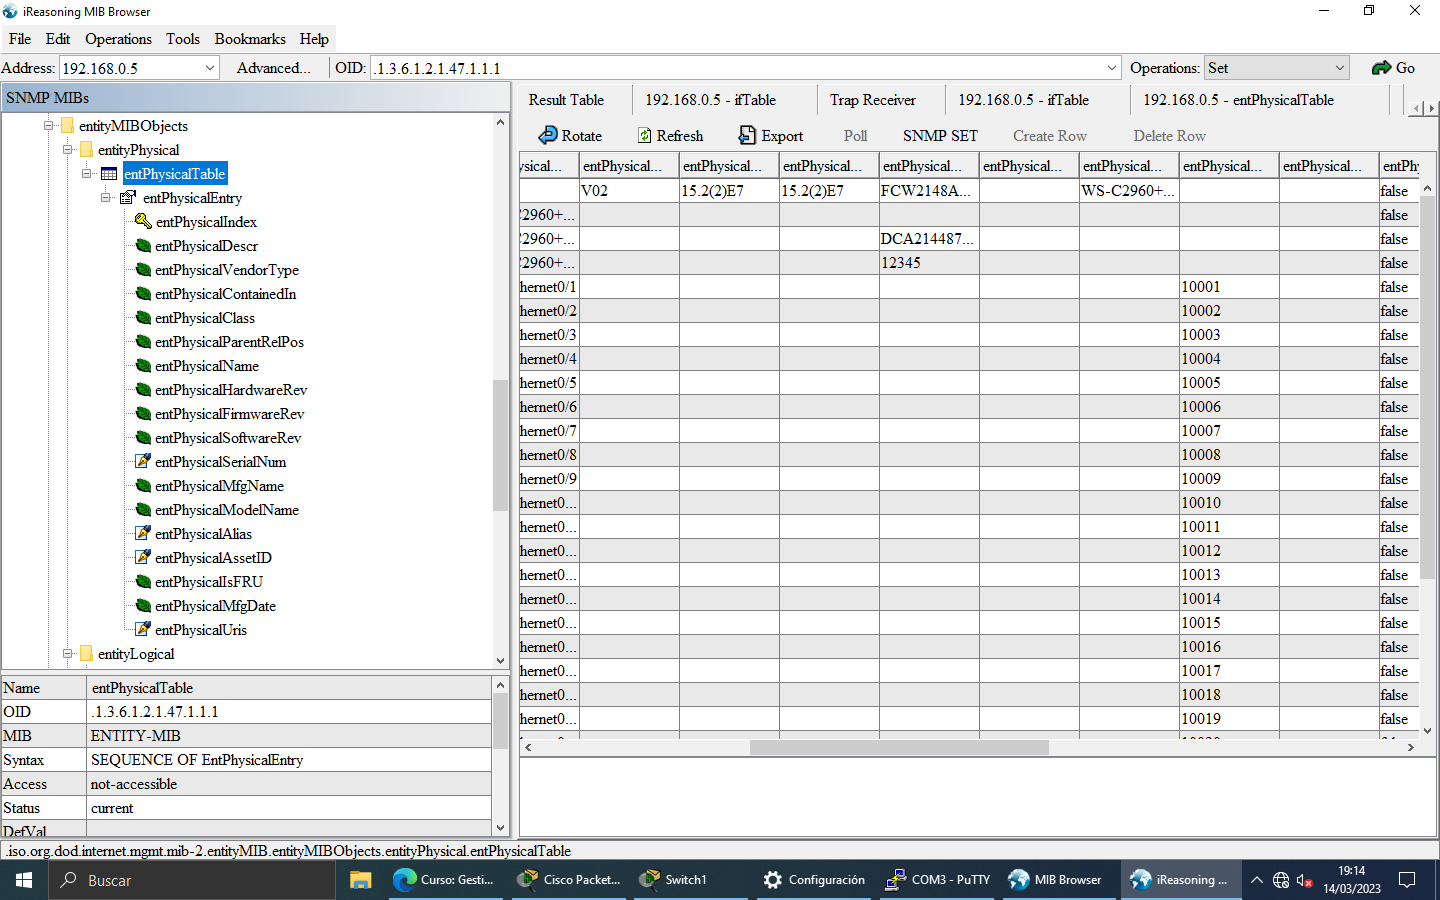 iReasoning MIB Browser
File Edit Operations Tools Bookmarks Help
Address: 192.168.0.5 Advanced... OID: .1.3.6.1.2.1.47.1.1.1 Operations: Set Go
SNMP MIBs
entityMIBObjects
entityPhysical
entPhysicalTable
entPhysicalEntry
entPhysicalIndex
entPhysicalDescr
entPhysicalVendorType
entPhysicalContainedIn
entPhysicalClass
entPhysicalParentRelPos
entPhysicalName
entPhysicalHardwareRev
entPhysicalFirmwareRev
entPhysicalSoftwareRev
entPhysicalSerialNum
entPhysicalMfgName
entPhysicalModelName
entPhysicalAlias
entPhysicalAssetID
entPhysicalIsFRU
entPhysicalMfgDate
entPhysicalUris
entityLogical
Name entPhysicalTable
OID .1.3.6.1.2.1.47.1.1.1
MIB ENTITY-MIB
Syntax SEQUENCE OF EntPhysicalEntry
Access not-accessible
Status current
DefVal
Result Table 192.168.0.5 - ifTable Trap Receiver 192.168.0.5 - ifTable 192.168.0.5 - entPhysicalTable
Rotate Refresh Export Poll SNMP SET Create Row Delete Row
ysical... entPhysical... entPhysical... entPhysical... entPhysical... entPhysical... entPhysical... entPhysical... entPhysical... entPhy
V02 15.2(2)E7 15.2(2)E7 FCW2148A... WS-C2960+... false
2960+... false
2960+... DCA214487... false
2960+... 12345 false
hernet0/1 10001 false
hernet0/2 10002 false
hernet0/3 10003 false
hernet0/4 10004 false
hernet0/5 10005 false
hernet0/6 10006 false
hernet0/7 10007 false
hernet0/8 10008 false
hernet0/9 10009 false
hernet0... 10010 false
hernet0... 10011 false
hernet0... 10012 false
hernet0... 10013 false
hernet0... 10014 false
hernet0... 10015 false
hernet0... 10016 false
hernet0... 10017 false
hernet0... 10018 false
hernet0... 10019 false
.iso.org.dod.internet.mgmt.mib-2.entityMIB.entityMIBObjects.entityPhysical.entPhysicalTable
Buscar Curso: Gesti... Cisco Packet... Switch1 Configuración COM3 - PuTTY MIB Browser iReasoning ... 19:14
14/03/2023